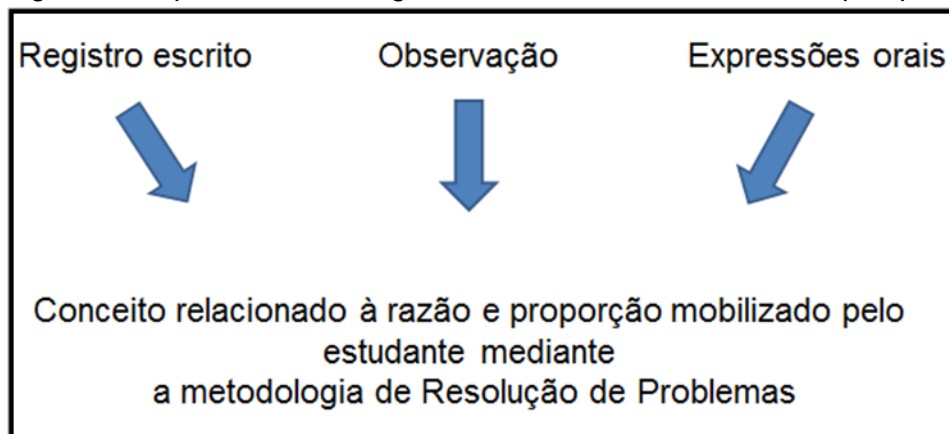 Registro escrito Observação Expressões orais
Conceito relacionado à razão e proporção mobilizado pelo
estudante mediante
a metodologia de Resolução de Problemas